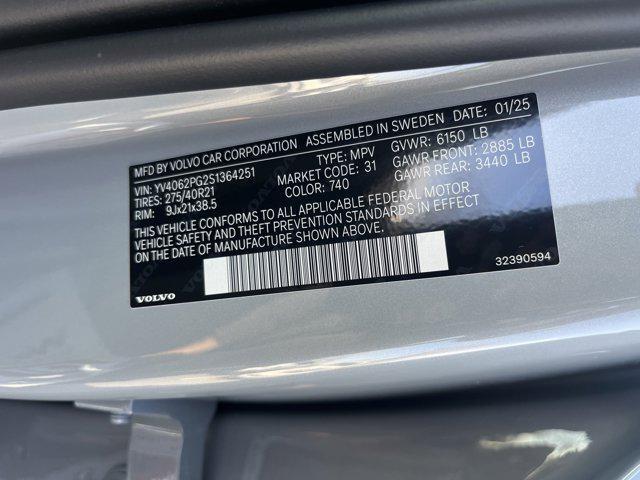 MFD BY VOLVO CAR CORPORATION ASSEMBLED IN SWEDEN DATE: 01/25
VIN: YV4062PG2S1364251 TYPE: MPV GVWR: 6150 LB
TIRES: 275/40R21 MARKET CODE: 31 GAWR FRONT: 2885 LB
RIM: 9Jx21x38.5 COLOR: 740 GAWR REAR: 3440 LB
THIS VEHICLE CONFORMS TO ALL APPLICABLE FEDERAL MOTOR
VEHICLE SAFETY AND THEFT PREVENTION STANDARDS IN EFFECT
ON THE DATE OF MANUFACTURE SHOWN ABOVE.
VOLVO 32390594